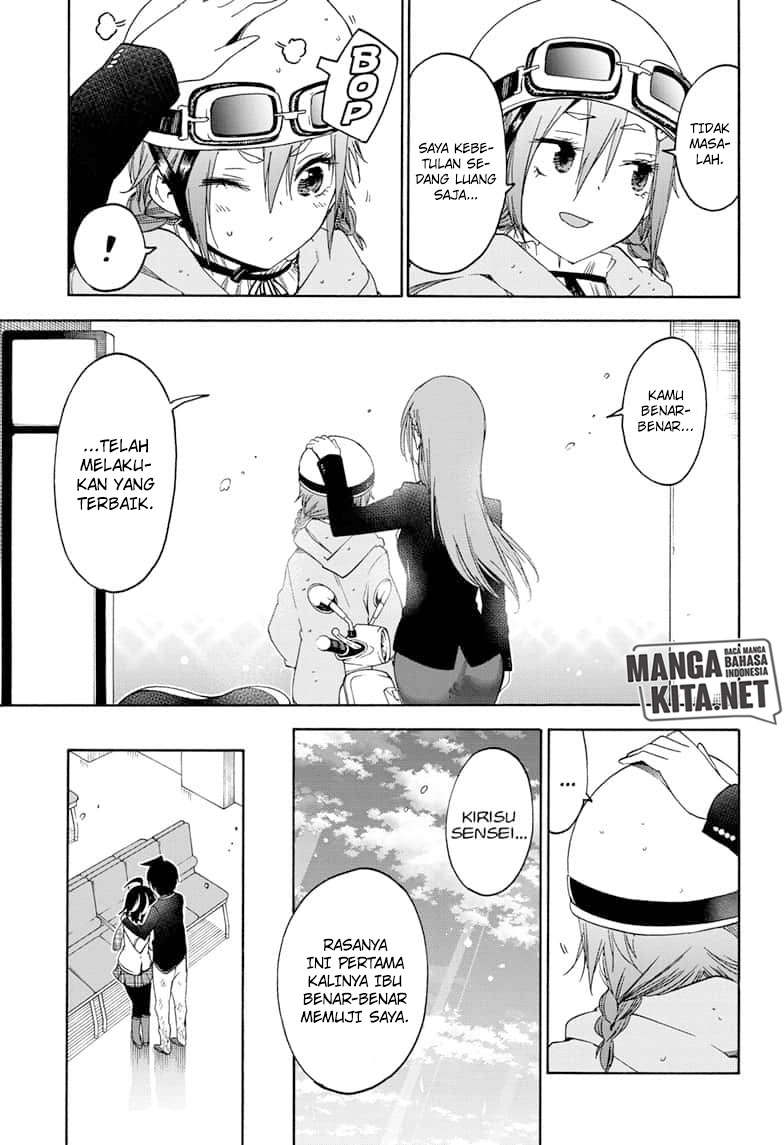 TIDAK
MASA-
LAH.
SAYA KEBE-
TULAN SE-
DANG LUANG
SAJA...
BOP
!
KAMU
BENAR-
BENAR...
...TELAH
MELAKU-
KAN YANG
TERBAIK.
MANGA
KITA.NET
BACA MANGA
BAHASA
INDONESIA
...
KIRISU
SENSEI...
RASANYA
INI PERTAMA
KALINYA IBU
BENAR-BENAR
MEMUJI SAYA.